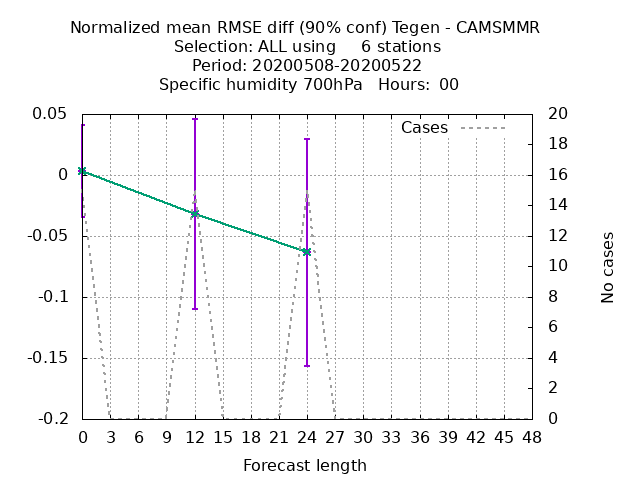 Normalized mean RMSE diff (90% conf) Tegen - CAMSMMR
Selection: ALL using     6 stations
Period: 20200508-20200522
Specific humidity 700hPa   Hours:  00
Cases
0.05
0
-0.05
-0.1
-0.15
-0.2
20
18
16
14
12
10
8
6
4
2
0
No cases
0 3 6 9 12 15 18 21 24 27 30 33 36 39 42 45 48
Forecast length